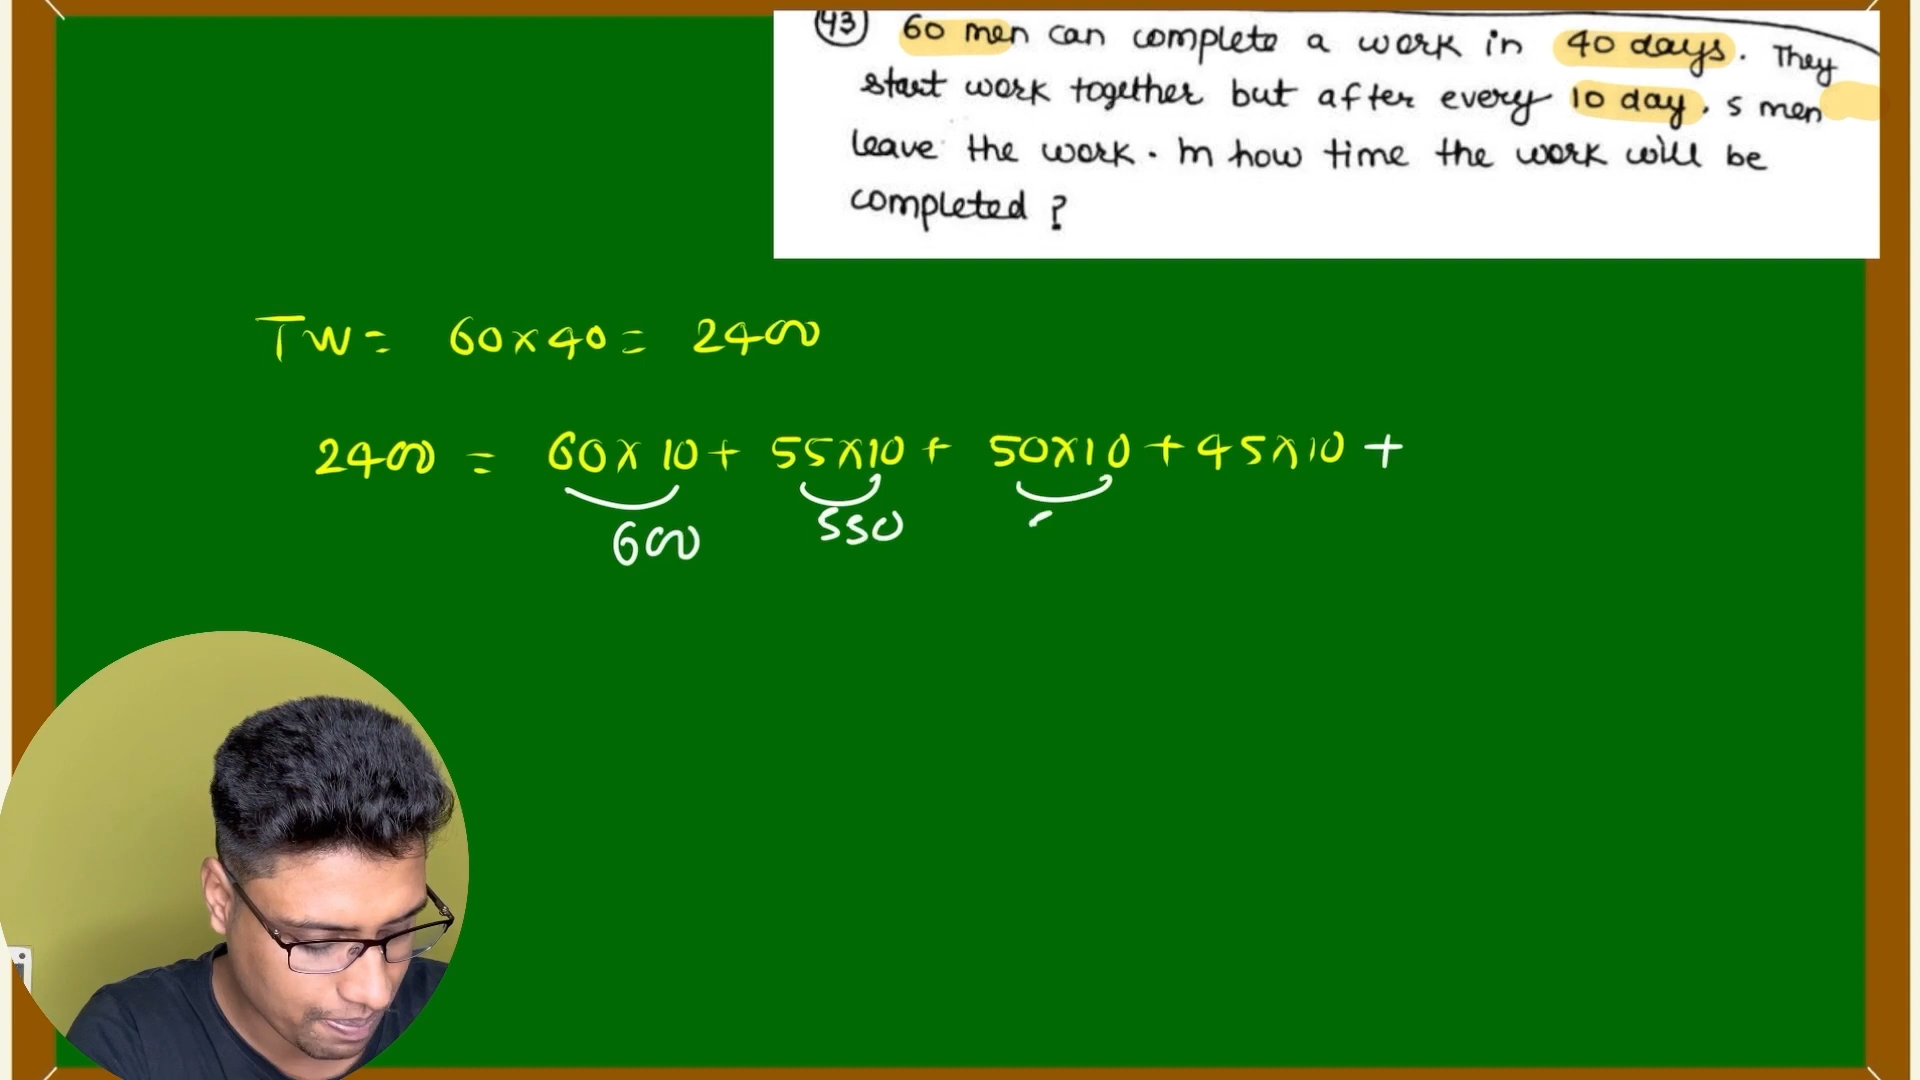 43 60 men can complete a work in 40 days. They
start work together but after every 10 day. 5 men
leave the work. In how time the work will be
completed ?
TW = 60x40 = 2400
2400 = 60x10 + 55x10 + 50x10 + 45x10 +
600 550